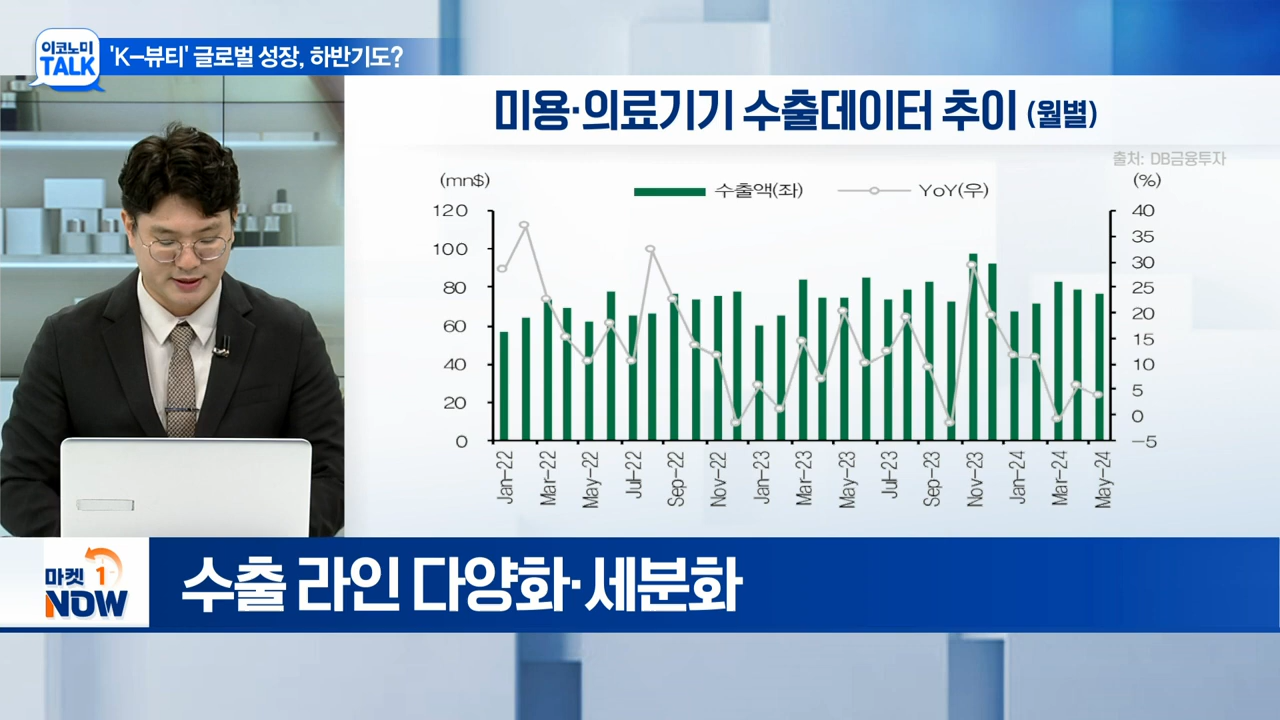 이코노미
TALK
'K-뷰티' 글로벌 성장, 하반기도?
미용·의료기기 수출데이터 추이 (월별)
출처: DB금융투자
(mn$)
수출액(좌)
YoY(우)
(%)
120
100
80
60
40
20
0
40
35
30
25
20
15
10
5
0
-5
Jan-22
Mar-22
May-22
Jul-22
Sep-22
Nov-22
Jan-23
Mar-23
May-23
Jul-23
Sep-23
Nov-23
Jan-24
Mar-24
May-24
마켓 1
NOW
수출 라인 다양화·세분화